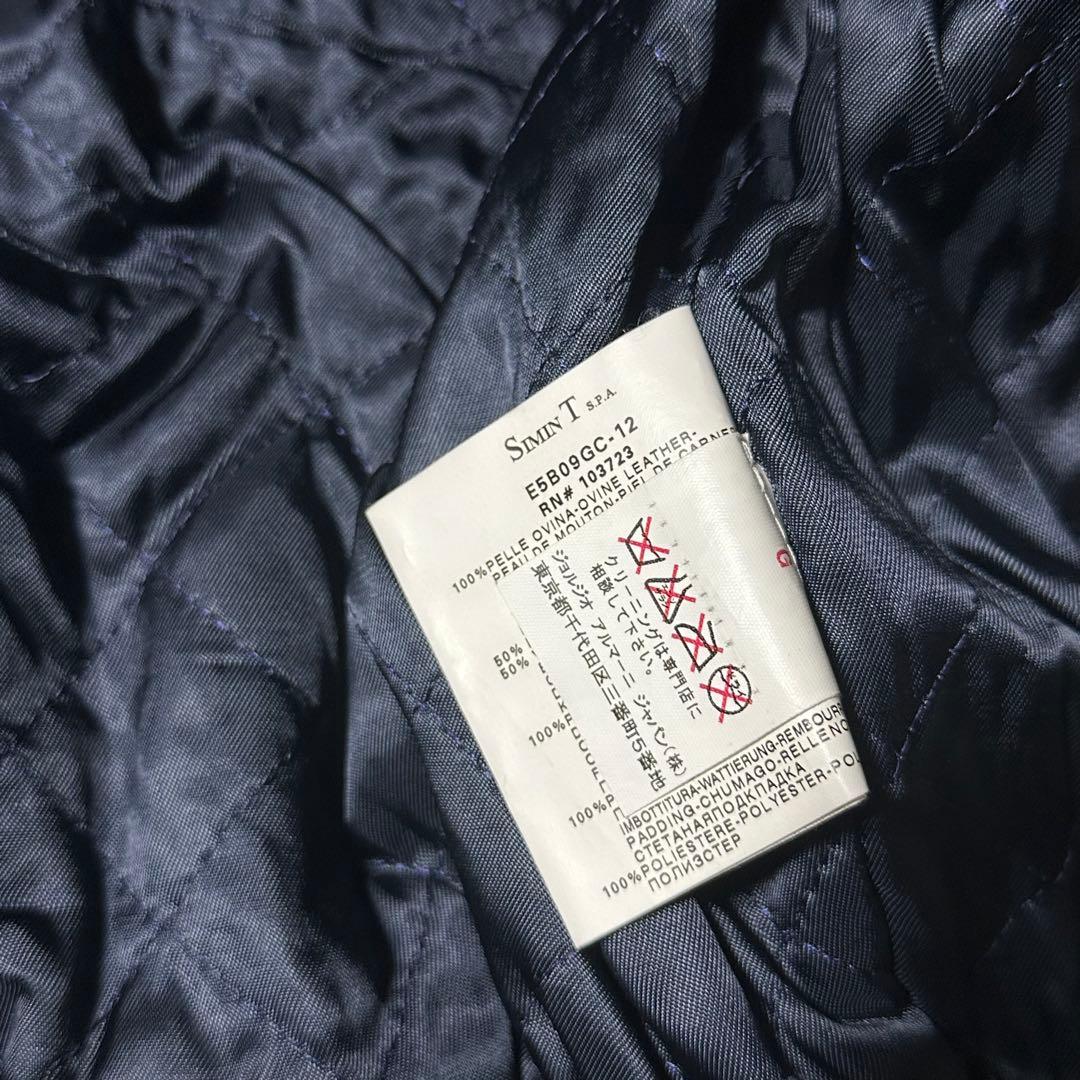 SIMINT S.P.A.
E5B09GC-12
RN# 103723
100%PELLE OVINA-OVINE LEATHER-
PEAU DE MOUTON-PIEL DE CARNER
クリーニングは専門店に
相談して下さい。
ジョルジオ アルマーニ ジャパン(株)
東京都千代田区三番町5番地
50%
50%
100%
100%P
G
IMBOTTITURA-WATTIERUNG-REMBOURR
PADDING-CHUMAGO-RELLENO
СТЕГАНАЯПОДКЛАДКА
100%POLIESTERE-POLYESTER-POL
ПОЛИЭСТЕР